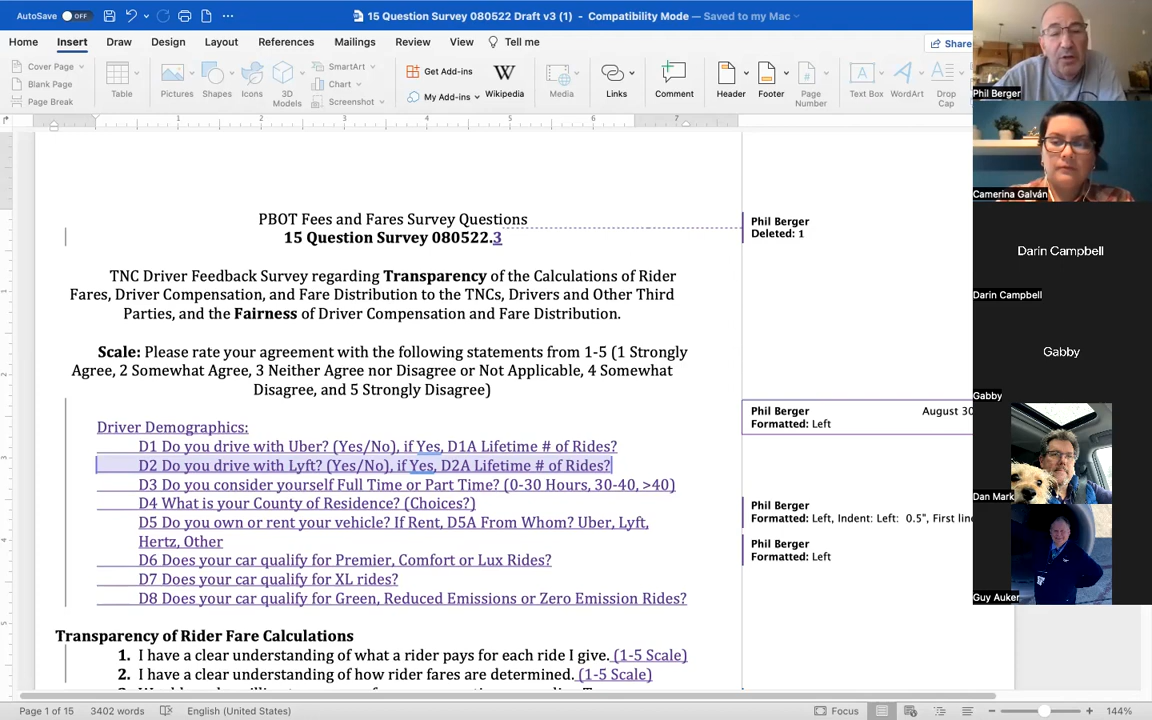 AutoSave OFF
15 Question Survey 080522 Draft v3 (1) - Compatibility Mode — Saved to my Mac
Home Insert Draw Design Layout References Mailings Review View Tell me
Share
Cover Page
Blank Page
Page Break
Table
Pictures
Shapes
Icons
3D Models
SmartArt
Chart
Screenshot
Get Add-ins
My Add-ins
Wikipedia
Media
Links
Comment
Header
Footer
Page Number
Text Box
WordArt
Drop Cap
1 2 3 4 5 6 7
PBOT Fees and Fares Survey Questions
15 Question Survey 080522.3
TNC Driver Feedback Survey regarding Transparency of the Calculations of Rider
Fares, Driver Compensation, and Fare Distribution to the TNCs, Drivers and Other Third
Parties, and the Fairness of Driver Compensation and Fare Distribution.
Scale: Please rate your agreement with the following statements from 1-5 (1 Strongly
Agree, 2 Somewhat Agree, 3 Neither Agree nor Disagree or Not Applicable, 4 Somewhat
Disagree, and 5 Strongly Disagree)
Driver Demographics:
D1 Do you drive with Uber? (Yes/No), if Yes, D1A Lifetime # of Rides?
D2 Do you drive with Lyft? (Yes/No), if Yes, D2A Lifetime # of Rides?
D3 Do you consider yourself Full Time or Part Time? (0-30 Hours, 30-40, >40)
D4 What is your County of Residence? (Choices?)
D5 Do you own or rent your vehicle? If Rent, D5A From Whom? Uber, Lyft,
Hertz, Other
D6 Does your car qualify for Premier, Comfort or Lux Rides?
D7 Does your car qualify for XL rides?
D8 Does your car qualify for Green, Reduced Emissions or Zero Emission Rides?
Transparency of Rider Fare Calculations
1. I have a clear understanding of what a rider pays for each ride I give. (1-5 Scale)
2. I have a clear understanding of how rider fares are determined. (1-5 Scale)
Phil Berger
Deleted: 1
Phil Berger August 30
Formatted: Left
Phil Berger
Formatted: Left, Indent: Left: 0.5", First line
Phil Berger
Formatted: Left
Phil Berger
Camerina Galván
Darin Campbell
Darin Campbell
Gabby
Gabby
Dan Mark
Guy Auker
Page 1 of 15 3402 words English (United States) Focus 144%